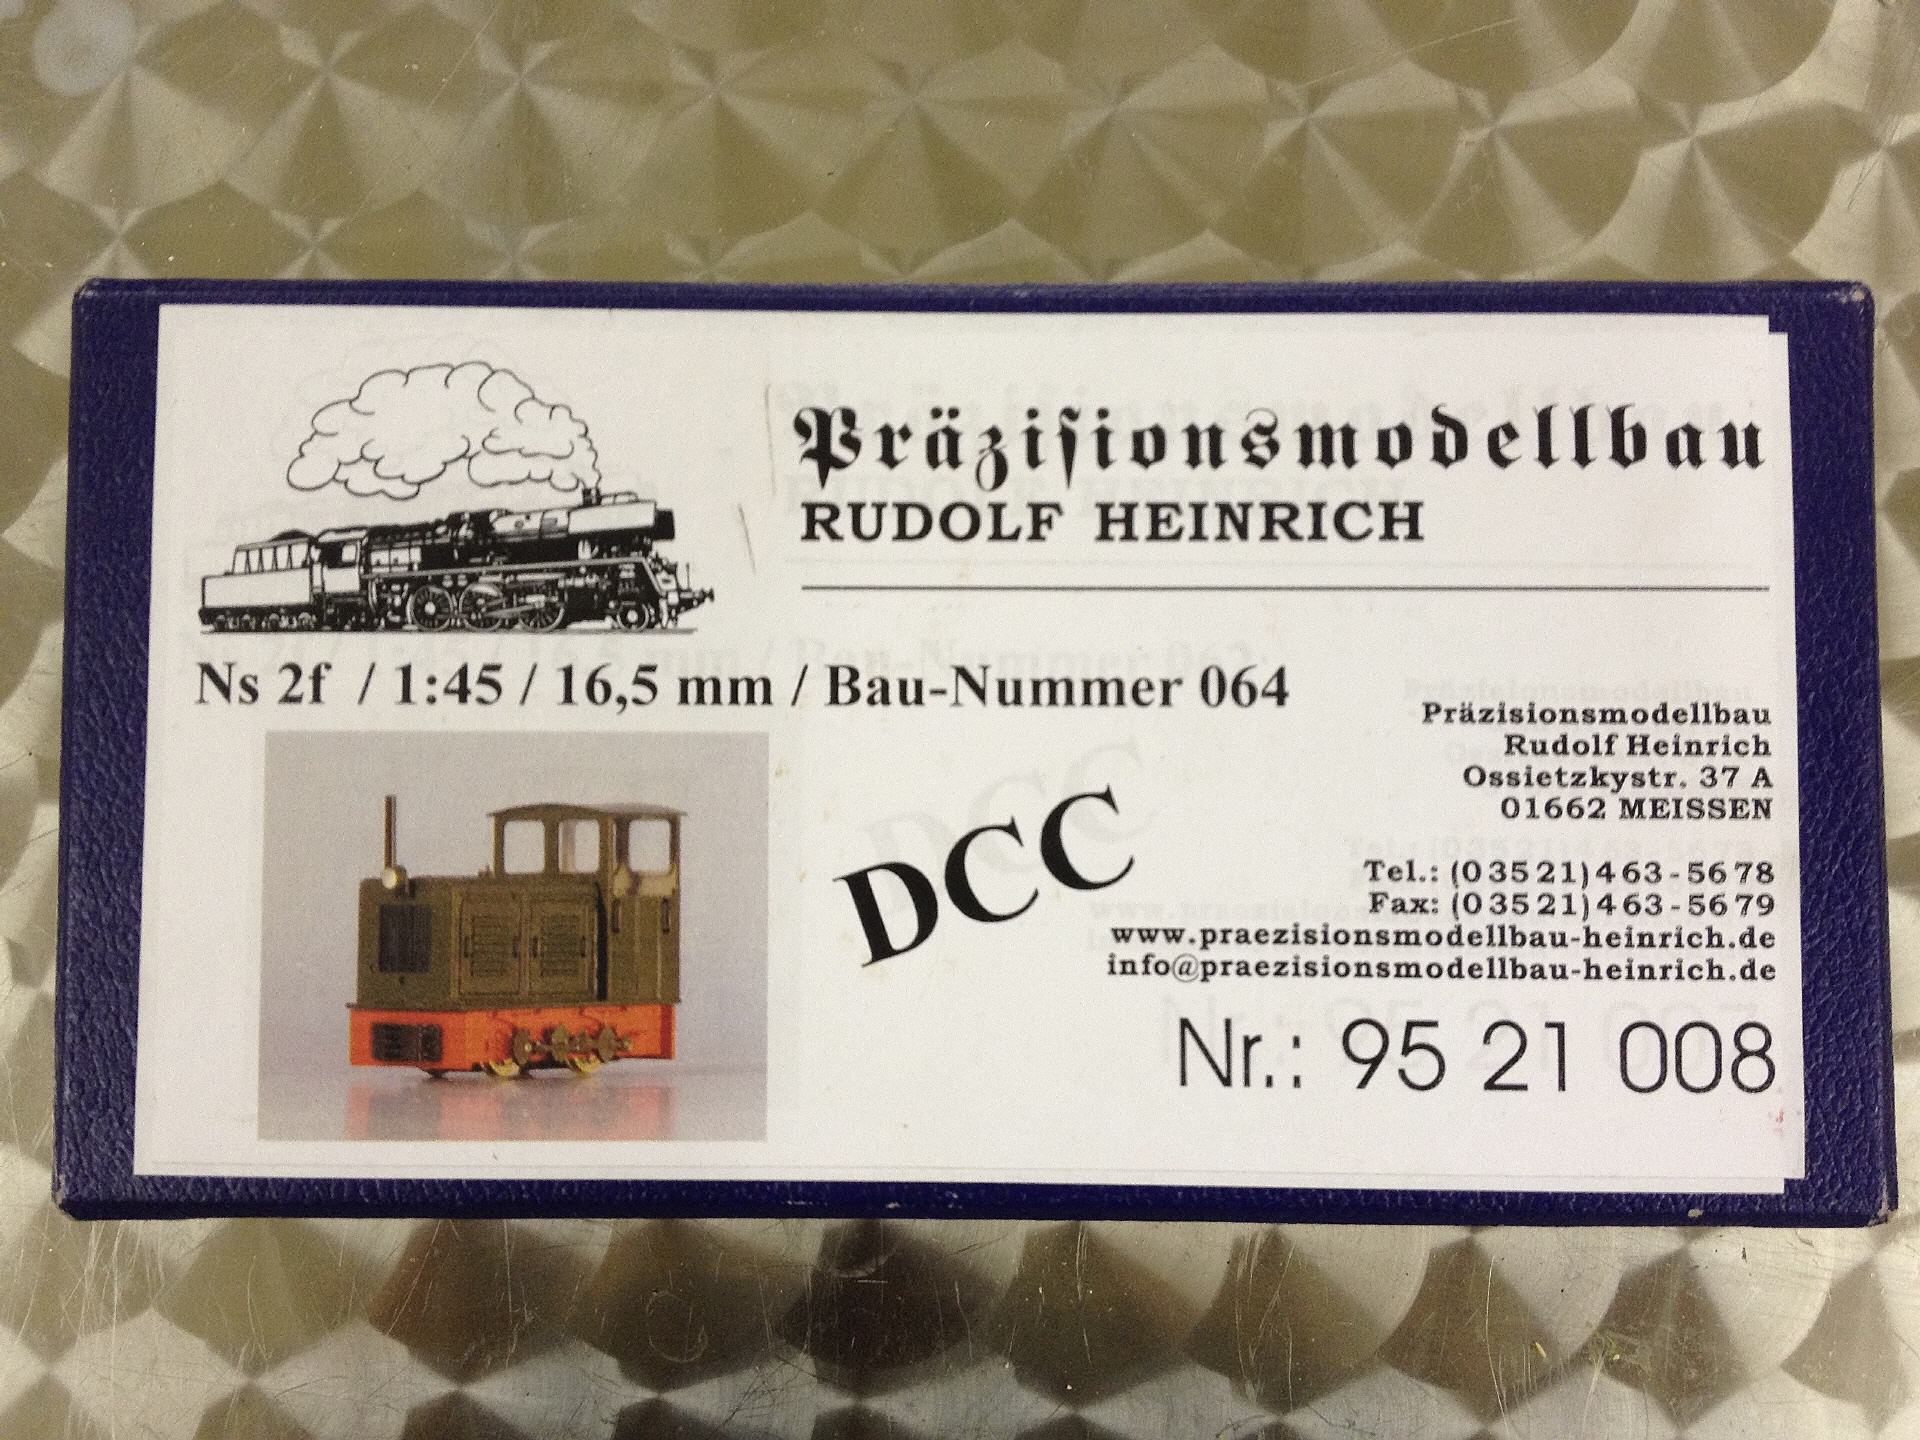 Präziſionsmodellbau
RUDOLF HEINRICH
Ns 2f / 1:45 / 16,5 mm / Bau-Nummer 064
DCC
Präzisionsmodellbau
Rudolf Heinrich
Ossietzkystr. 37 A
01662 MEISSEN
Tel.: (03521)463-5678
Fax: (03521)463-5679
www.praezisionsmodellbau-heinrich.de
info@praezisionsmodellbau-heinrich.de
Nr.: 95 21 008